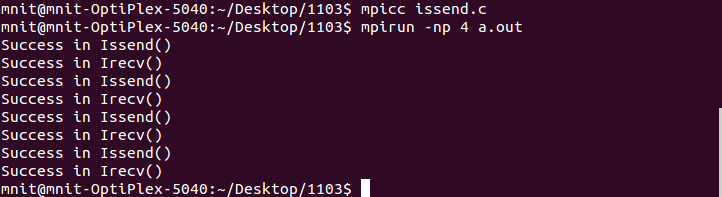 mnit@mnit-OptiPlex-5040:~/Desktop/1103$ mpicc issend.c
mnit@mnit-OptiPlex-5040:~/Desktop/1103$ mpirun -np 4 a.out
Success in Issend()
Success in Irecv()
Success in Issend()
Success in Irecv()
Success in Issend()
Success in Irecv()
Success in Issend()
Success in Irecv()
mnit@mnit-OptiPlex-5040:~/Desktop/1103$